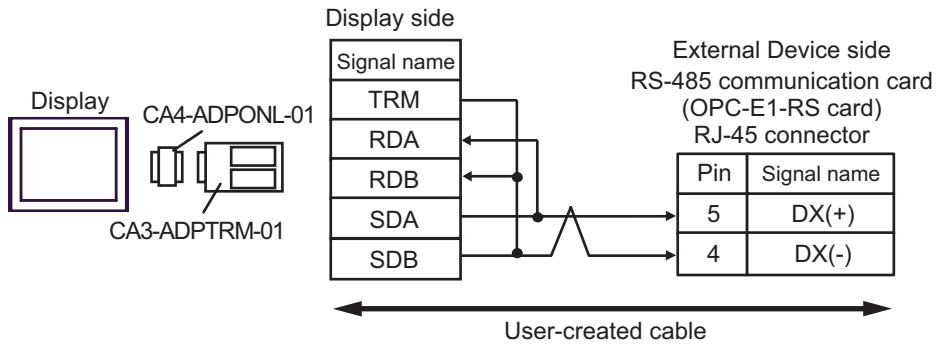 Display side
External Device side
RS-485 communication card
(OPC-E1-RS card)
RJ-45 connector
Display
CA4-ADPONL-01
CA3-ADPTRM-01
Signal name
TRM
RDA
RDB
SDA
SDB
Pin Signal name
5 DX(+)
4 DX(-)
User-created cable